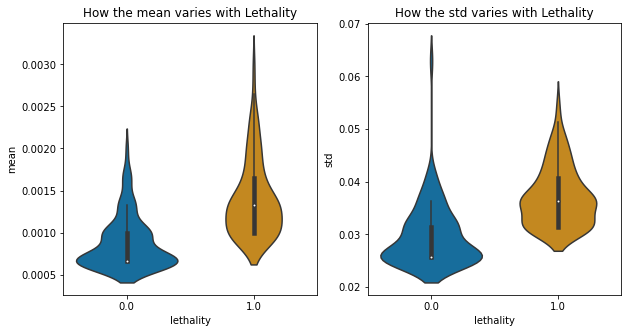 How the mean varies with Lethality
0.0030
0.0025
0.0020
0.0015
0.0010
0.0005
mean
0.0
1.0
lethality
How the std varies with Lethality
0.07
0.06
0.05
0.04
0.03
0.02
std
0.0
1.0
lethality